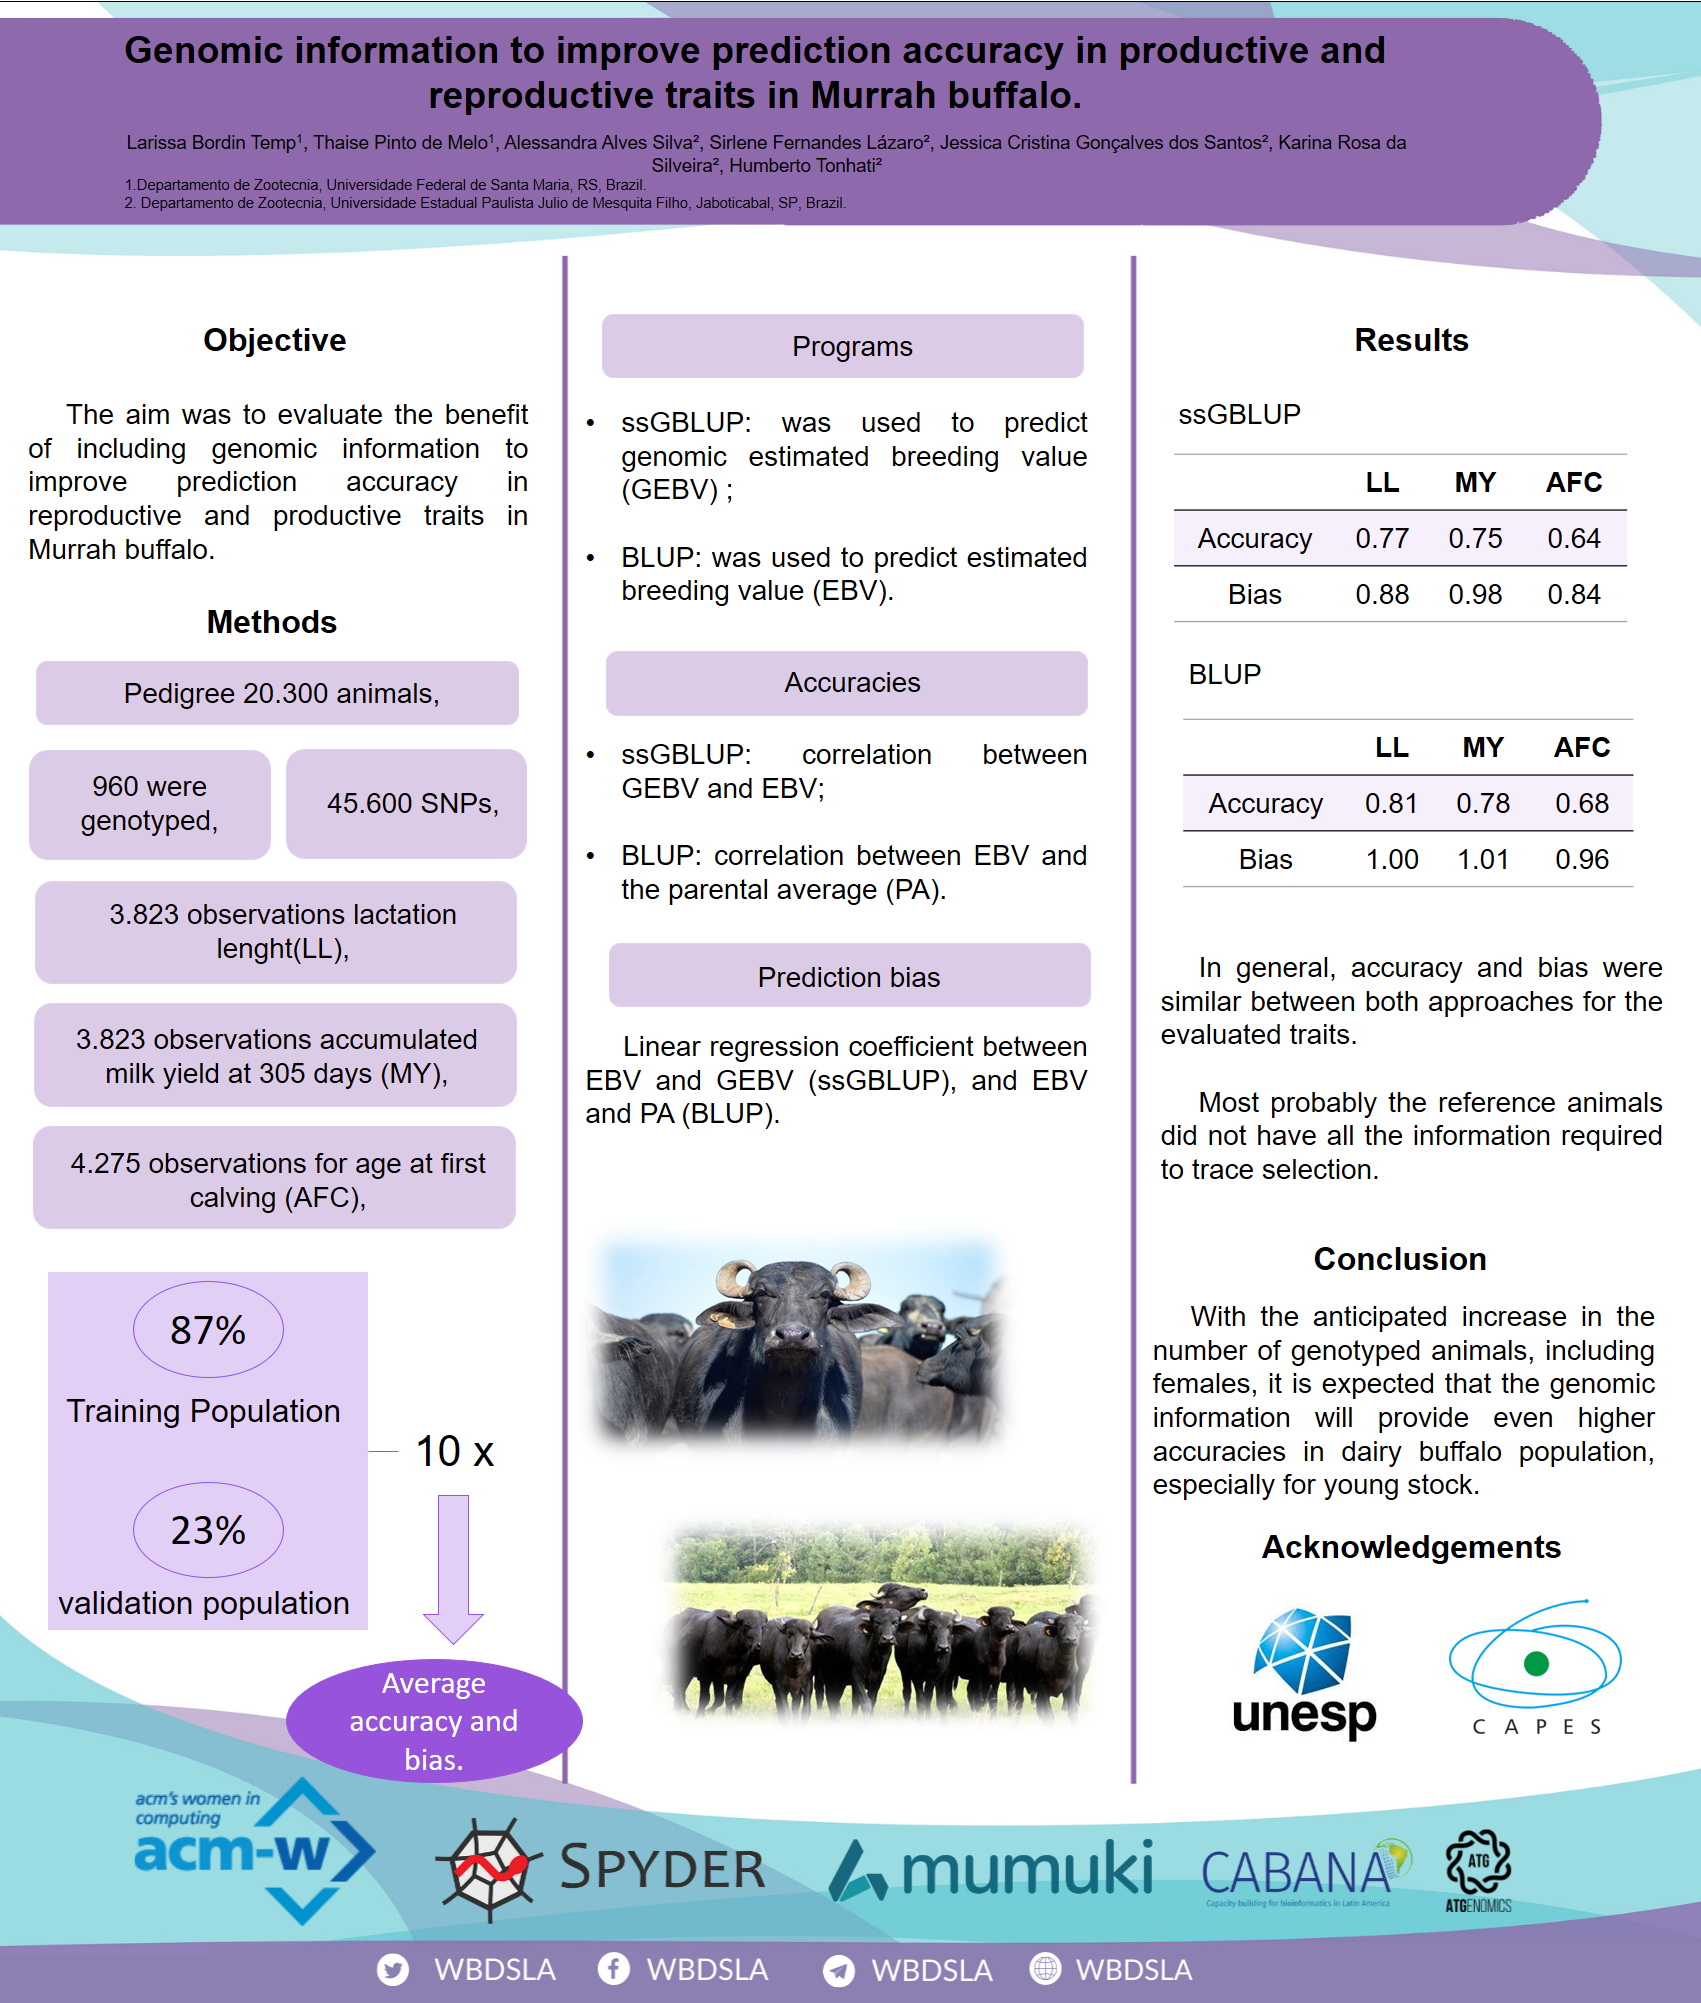 Genomic information to improve prediction accuracy in productive and
reproductive traits in Murrah buffalo.
Larissa Bordin Temp¹, Thaise Pinto de Melo¹, Alessandra Alves Silva², Sirlene Fernandes Lázaro², Jessica Cristina Gonçalves dos Santos², Karina Rosa da
Silveira², Humberto Tonhati²
1.Departamento de Zootecnia, Universidade Federal de Santa Maria, RS, Brazil.
2. Departamento de Zootecnia, Universidade Estadual Paulista Julio de Mesquita Filho, Jaboticabal, SP, Brazil.
Objective
The aim was to evaluate the benefit
of including genomic information to
improve prediction accuracy in
reproductive and productive traits in
Murrah buffalo.
Methods
Pedigree 20.300 animals,
960 were
genotyped,
45.600 SNPs,
3.823 observations lactation
lenght(LL),
3.823 observations accumulated
milk yield at 305 days (MY),
4.275 observations for age at first
calving (AFC),
87%
Training Population
10 x
23%
validation population
Average
accuracy and
bias.
Programs
• ssGBLUP: was used to predict
genomic estimated breeding value
(GEBV) ;
• BLUP: was used to predict estimated
breeding value (EBV).
Accuracies
• ssGBLUP: correlation between
GEBV and EBV;
• BLUP: correlation between EBV and
the parental average (PA).
Prediction bias
Linear regression coefficient between
EBV and GEBV (ssGBLUP), and EBV
and PA (BLUP).
Results
ssGBLUP
LL MY AFC
Accuracy 0.77 0.75 0.64
Bias 0.88 0.98 0.84
BLUP
LL MY AFC
Accuracy 0.81 0.78 0.68
Bias 1.00 1.01 0.96
In general, accuracy and bias were
similar between both approaches for the
evaluated traits.
Most probably the reference animals
did not have all the information required
to trace selection.
Conclusion
With the anticipated increase in the
number of genotyped animals, including
females, it is expected that the genomic
information will provide even higher
accuracies in dairy buffalo population,
especially for young stock.
Acknowledgements
unesp
CAPES
acm's women in
computing
acm-w
SPYDER
mumuki
CABANA
Capacity building for bioinformatics in Latin America
ATG
ATGENOMICS
WBDSLA
WBDSLA
WBDSLA
WBDSLA